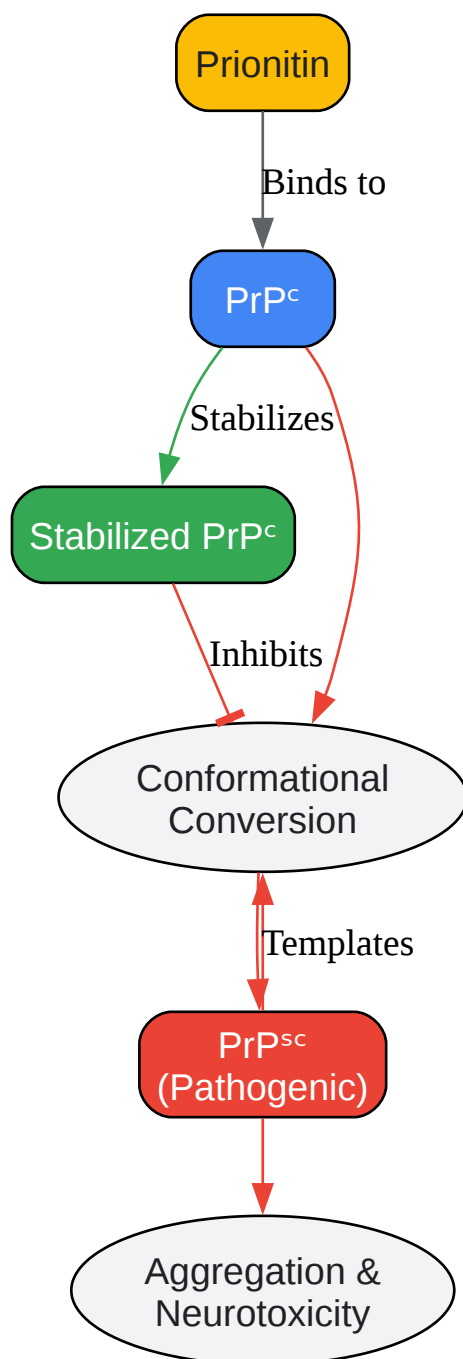 Prionitin
Binds to
PrPᶜ
Stabilizes
Stabilized PrPᶜ
Inhibits
Conformational
Conversion
Templates
PrPˢᶜ
(Pathogenic)
Aggregation &
Neurotoxicity